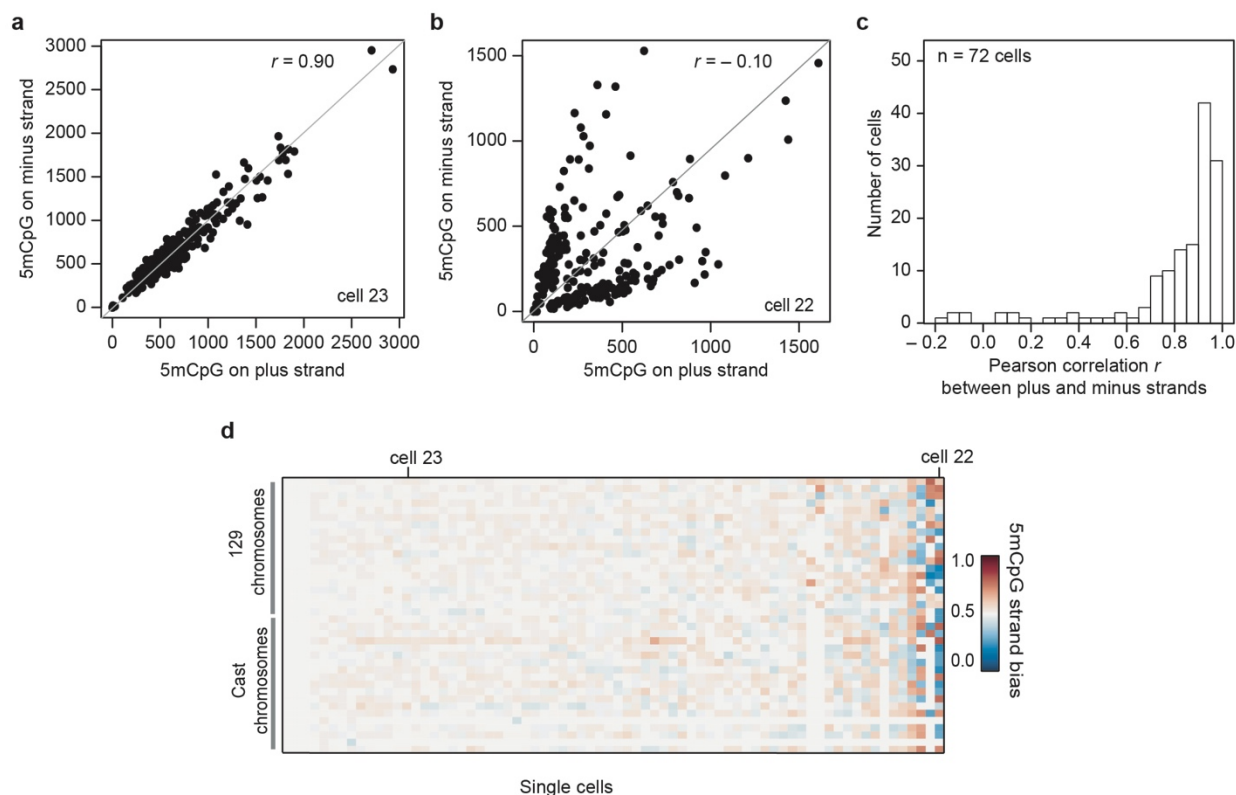 a
3000
2500
2000
1500
1000
500
0
r = 0.90
cell 23
5mCpG on minus strand
0 500 1000 1500 2000 2500 3000
5mCpG on plus strand
b
1500
1000
500
0
r = – 0.10
cell 22
5mCpG on minus strand
0 500 1000 1500
5mCpG on plus strand
c
50
40
30
20
10
0
n = 72 cells
Number of cells
– 0.2 0.0 0.2 0.4 0.6 0.8 1.0
Pearson correlation r
between plus and minus strands
d
cell 23 cell 22
129
chromosomes
Cast
chromosomes
1.0
0.5
0.0
5mCpG strand bias
Single cells